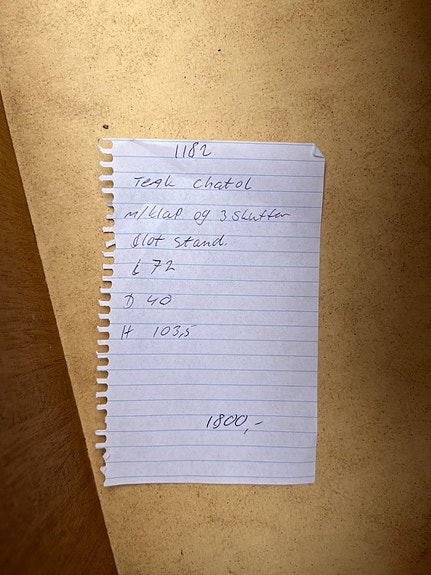 1182
Teak chatol
m/klap og 3 skuffer
flot stand.
L 72
D 40
H 103,5
1800,-